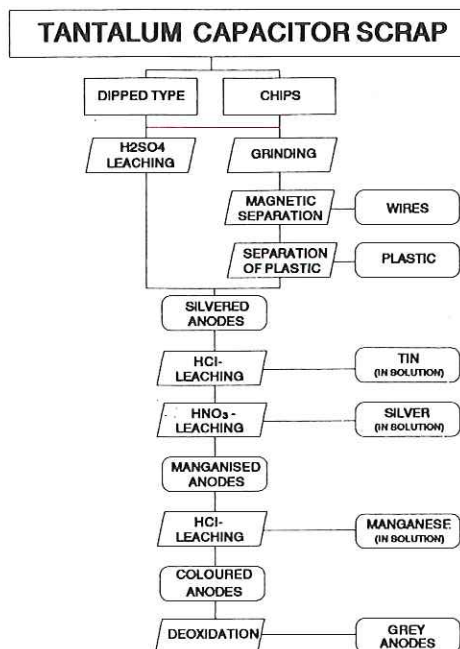 TANTALUM CAPACITOR SCRAP
DIPPED TYPE
CHIPS
H2SO4
LEACHING
GRINDING
MAGNETIC
SEPARATION
WIRES
SEPARATION
OF PLASTIC
PLASTIC
SILVERED
ANODES
HCl-
LEACHING
TIN
(IN SOLUTION)
HNO₃-
LEACHING
SILVER
(IN SOLUTION)
MANGANISED
ANODES
HCl-
LEACHING
MANGANESE
(IN SOLUTION)
COLOURED
ANODES
DEOXIDATION
GREY
ANODES